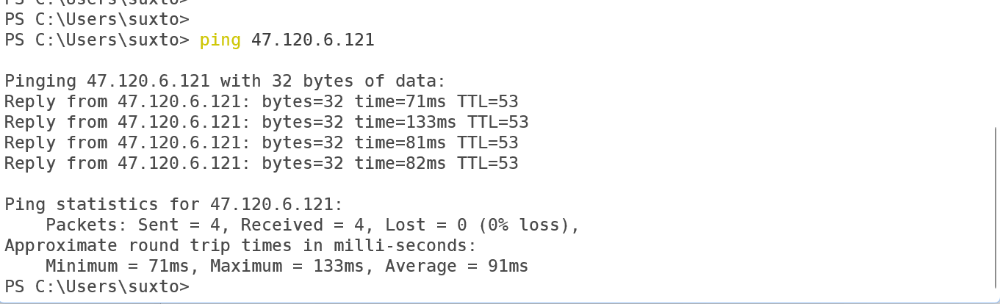 PS C:\Users\suxto>
PS C:\Users\suxto>
PS C:\Users\suxto> ping 47.120.6.121
Pinging 47.120.6.121 with 32 bytes of data:
Reply from 47.120.6.121: bytes=32 time=71ms TTL=53
Reply from 47.120.6.121: bytes=32 time=133ms TTL=53
Reply from 47.120.6.121: bytes=32 time=81ms TTL=53
Reply from 47.120.6.121: bytes=32 time=82ms TTL=53
Ping statistics for 47.120.6.121:
    Packets: Sent = 4, Received = 4, Lost = 0 (0% loss),
Approximate round trip times in milli-seconds:
    Minimum = 71ms, Maximum = 133ms, Average = 91ms
PS C:\Users\suxto>